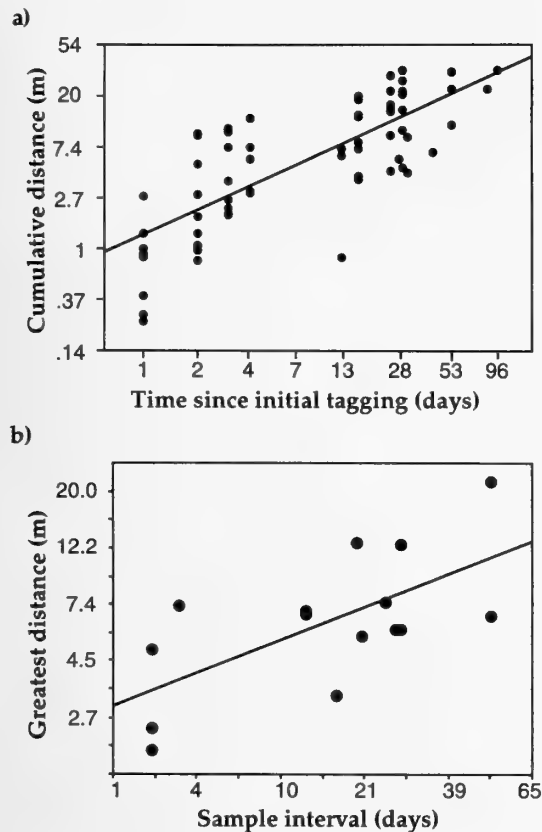 a)
54
20
7.4
2.7
1
.37
.14
Cumulative distance (m)
1 2 3 4 7 13 28 53 96
Time since initial tagging (days)
b)
20.0
12.2
7.4
4.5
2.7
Greatest distance (m)
1 4 10 21 39 65
Sample interval (days)